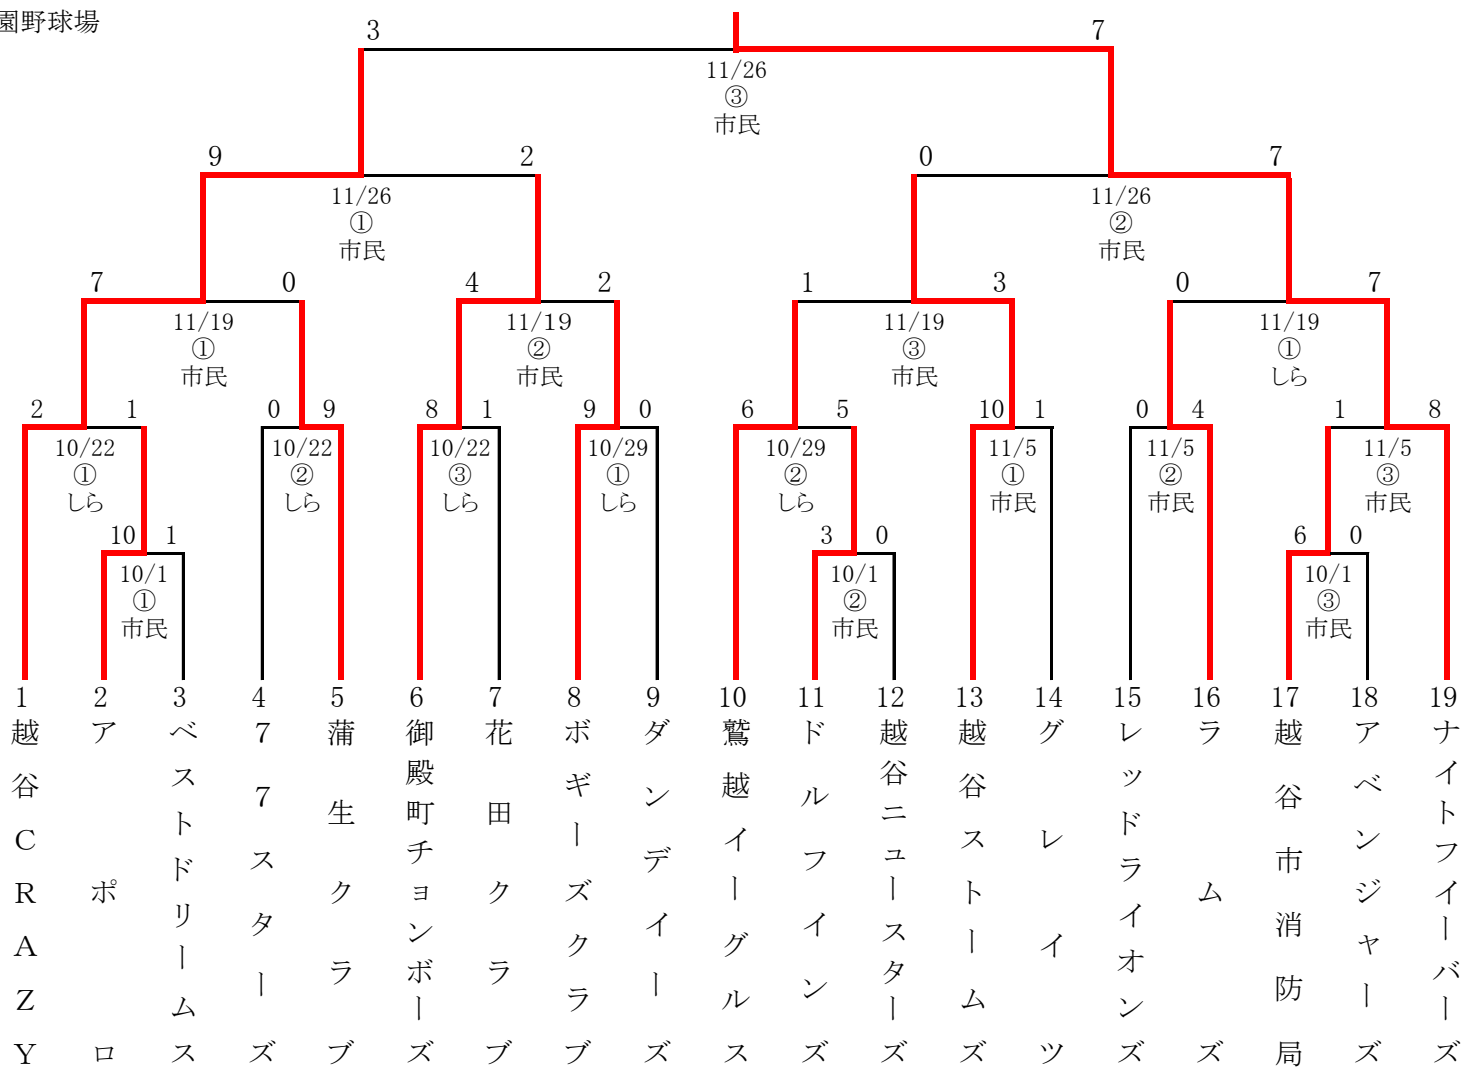 園野球場
3 7
11/26
③
市民
9 2 0 7
11/26 11/26
① ②
市民 市民
7 0 4 2 1 3 0 7
11/19 11/19 11/19 11/19
① ② ③ ①
市民 市民 市民 しら
2 1 0 9 8 1 9 0 6 5 10 1 0 4 1 8
10/22 10/22 10/22 10/29 10/29 11/5 11/5 11/5
① ② ③ ① ② ① ② ③
しら しら しら しら しら 市民 市民 市民
10 1 3 0 6 0
10/1 10/1 10/1
① ② ③
市民 市民 市民
1 2 3 4 5 6 7 8 9 10 11 12 13 14 15 16 17 18 19
越谷CRAZY
アポロ
ベストドリームス
77スターズ
蒲生クラブ
御殿町チョンボーズ
花田クラブ
ボギーズクラブ
ダンデイーズ
鷲越イーグルス
ドルフインズ
越谷ニュースターズ
越谷ストームズ
グレイツ
レッドライオンズ
ラムズ
越谷市消防局
アベンジャーズ
ナイトフイーバーズ